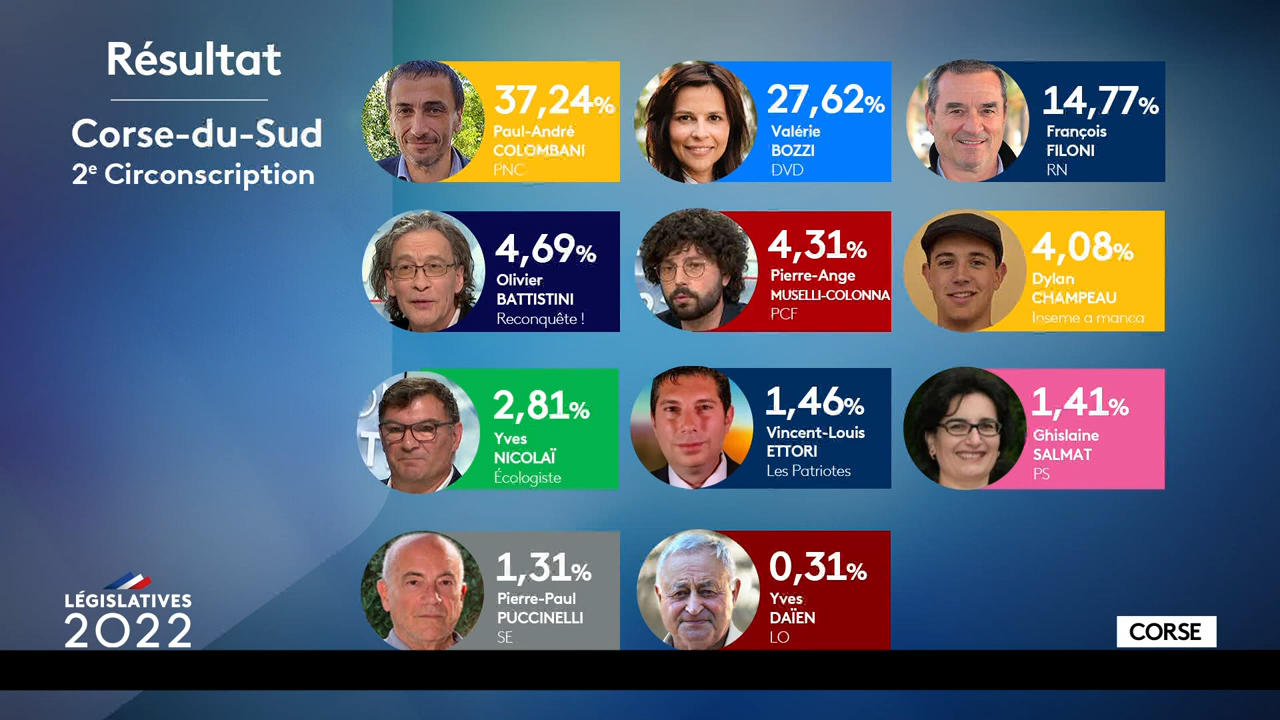 Résultat
Corse-du-Sud
2e Circonscription
37,24%
Paul-André
COLOMBANI
PNC
27,62%
Valérie
BOZZI
DVD
14,77%
François
FILONI
RN
4,69%
Olivier
BATTISTINI
Reconquête !
4,31%
Pierre-Ange
MUSELLI-COLONNA
PCF
4,08%
Dylan
CHAMPEAU
Inseme a manca
2,81%
Yves
NICOLAÏ
Écologiste
1,46%
Vincent-Louis
ETTORI
Les Patriotes
1,41%
Ghislaine
SALMAT
PS
1,31%
Pierre-Paul
PUCCINELLI
SE
0,31%
Yves
DAÏEN
LO
LÉGISLATIVES
2022
CORSE